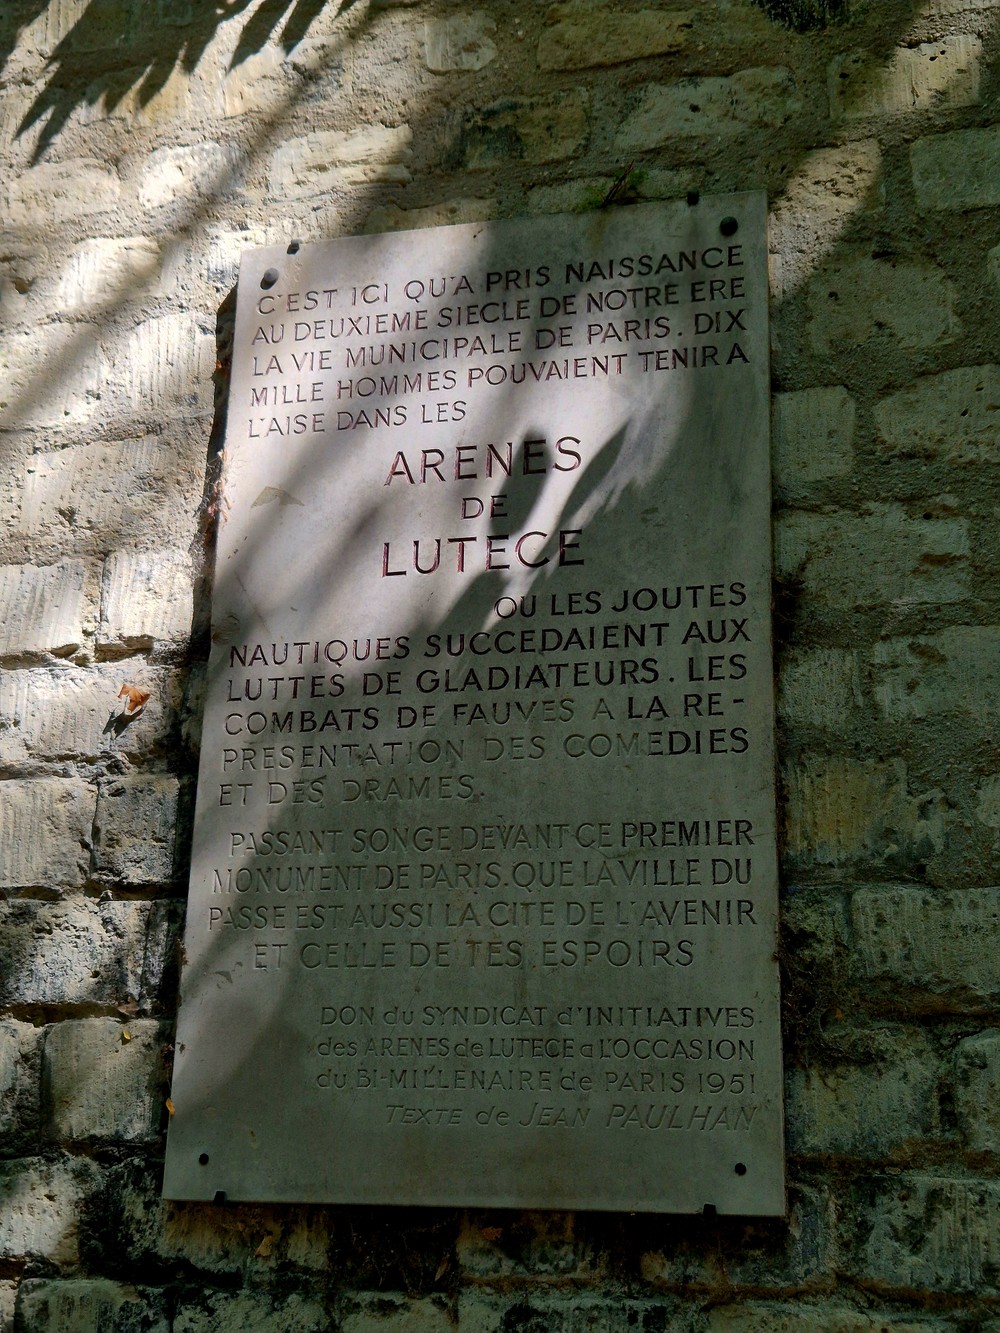 C'EST ICI QU'A PRIS NAISSANCE
AU DEUXIEME SIECLE DE NOTRE ERE
LA VIE MUNICIPALE DE PARIS. DIX
MILLE HOMMES POUVAIENT TENIR A
L'AISE DANS LES
ARENES
DE
LUTECE
OU LES JOUTES
NAUTIQUES SUCCEDAIENT AUX
LUTTES DE GLADIATEURS. LES
COMBATS DE FAUVES A LA RE-
PRESENTATION DES COMEDIES
ET DES DRAMES.
PASSANT SONGE DEVANT CE PREMIER
MONUMENT DE PARIS. QUE LA VILLE DU
PASSE EST AUSSI LA CITE DE L'AVENIR
ET CELLE DE TES ESPOIRS
DON du SYNDICAT d'INITIATIVES
des ARENES de LUTECE a L'OCCASION
du BI-MILLENAIRE de PARIS 1951
TEXTE de JEAN PAULHAN